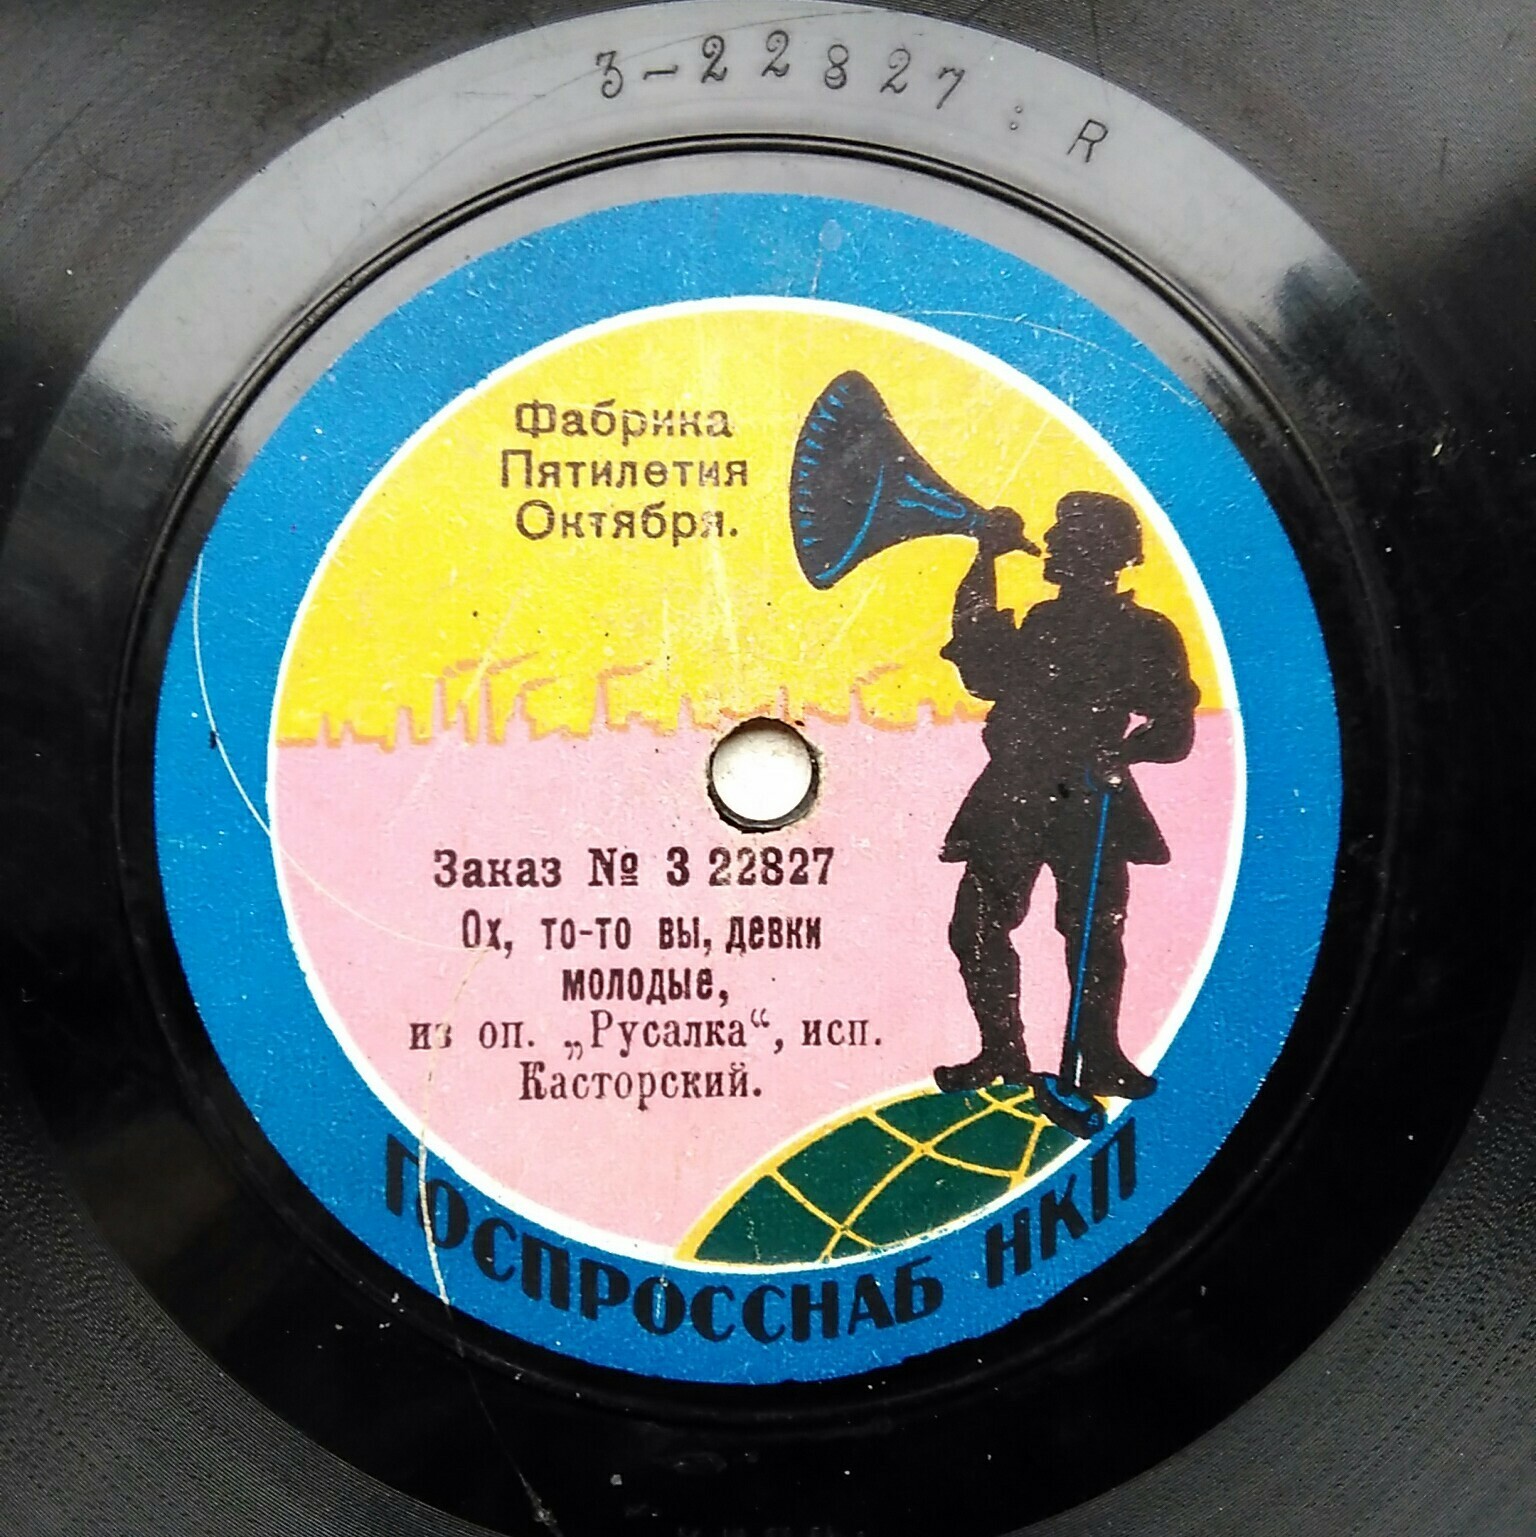 3-22827 : R
Фабрика
Пятилетия
Октября.
Заказ № 3 22827
Ох, то-то вы, девки
молодые,
из оп. „Русалка“, исп.
Касторский.
ГОСПРОССНАБ НКП